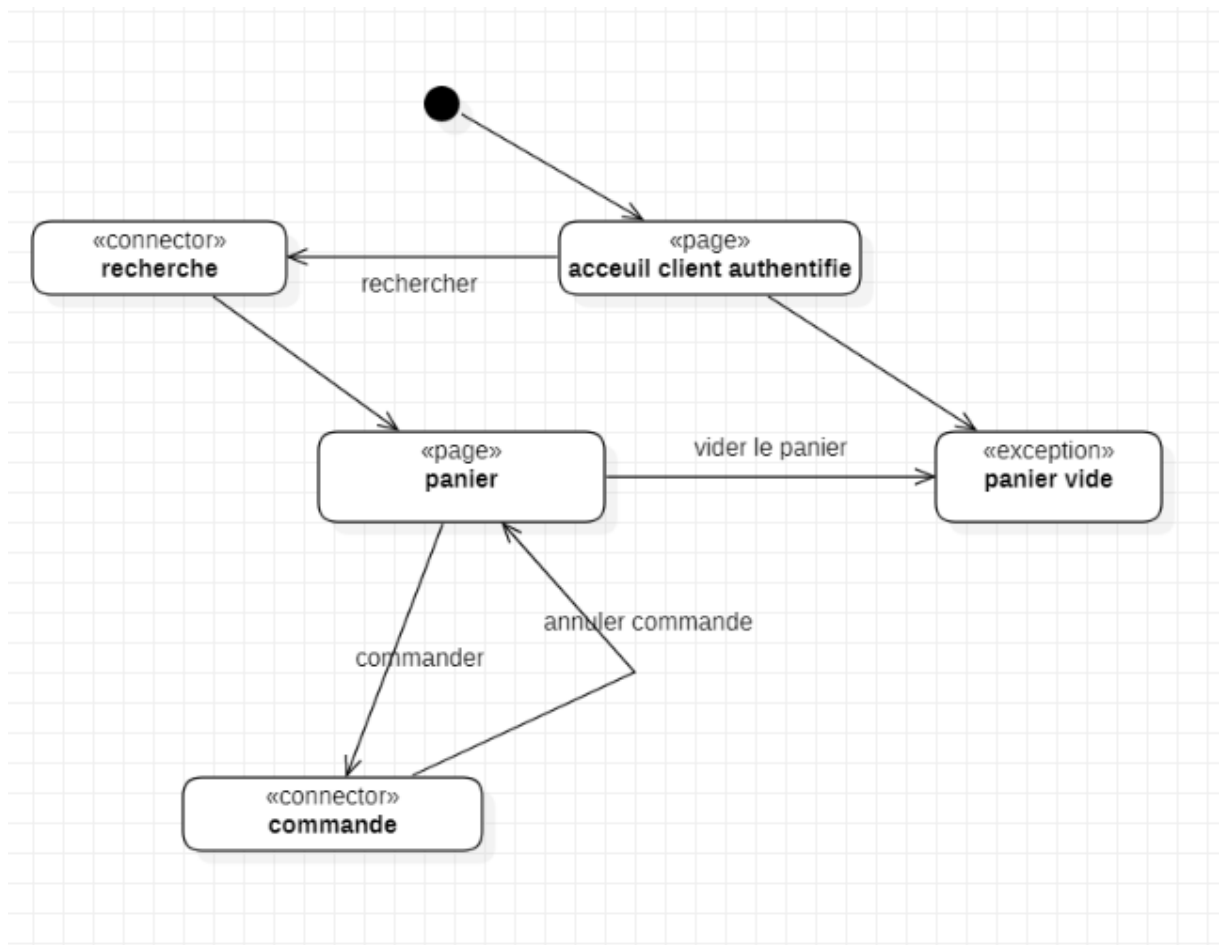 «connector»
recherche
«page»
acceuil client authentifie
rechercher
«page»
panier
vider le panier
«exception»
panier vide
annuler commande
commander
«connector»
commande